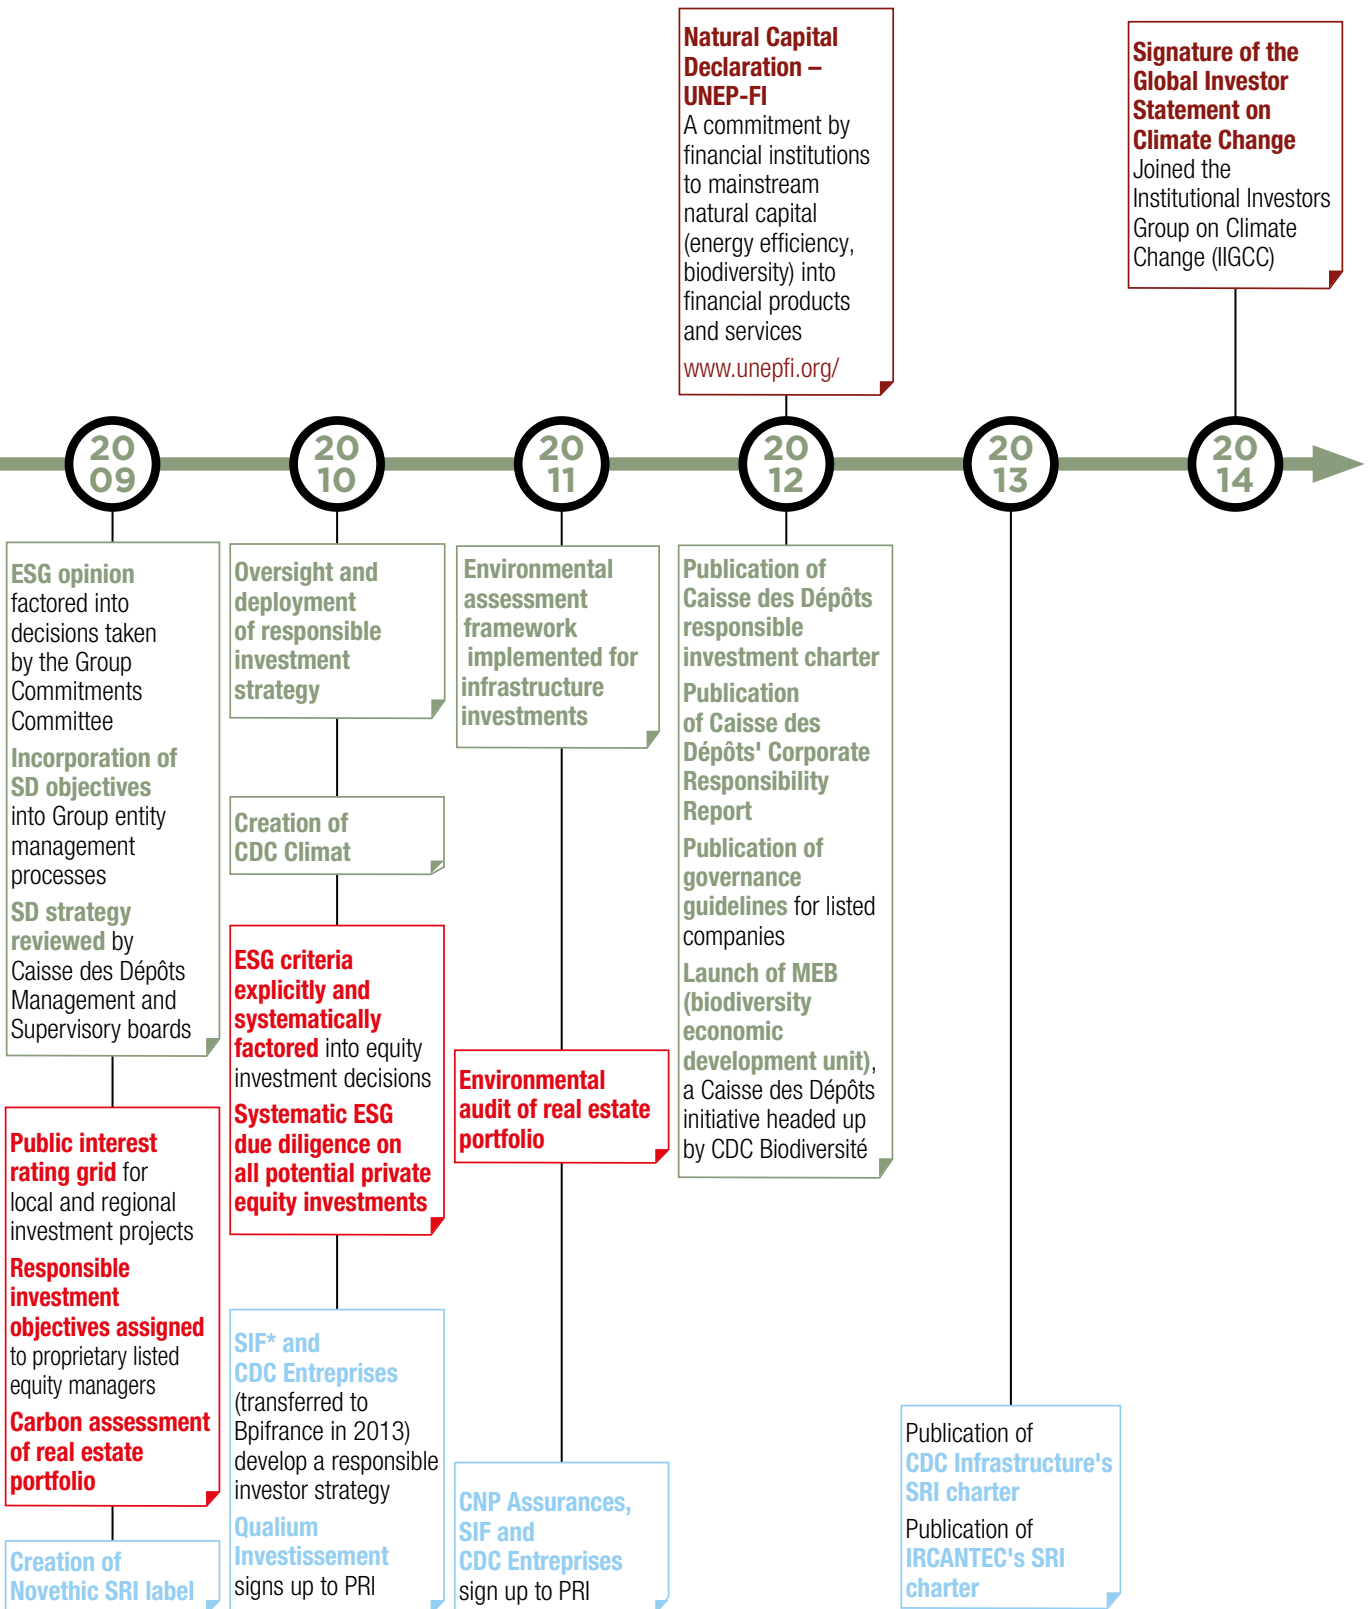 Natural Capital
Declaration –
UNEP-FI
A commitment by
financial institutions
to mainstream
natural capital
(energy efficiency,
biodiversity) into
financial products
and services
www.unepfi.org/
Signature of the
Global Investor
Statement on
Climate Change
Joined the
Institutional Investors
Group on Climate
Change (IIGCC)
20
09
20
10
20
11
20
12
20
13
20
14
ESG opinion
factored into
decisions taken
by the Group
Commitments
Committee
Incorporation of
SD objectives
into Group entity
management
processes
SD strategy
reviewed by
Caisse des Dépôts
Management and
Supervisory boards
Public interest
rating grid for
local and regional
investment projects
Responsible
investment
objectives assigned
to proprietary listed
equity managers
Carbon assessment
of real estate
portfolio
Creation of
Novethic SRI label
Oversight and
deployment
of responsible
investment
strategy
Creation of
CDC Climat
ESG criteria
explicitly and
systematically
factored into equity
investment decisions
Systematic ESG
due diligence on
all potential private
equity investments
SIF* and
CDC Entreprises
(transferred to
Bpifrance in 2013)
develop a responsible
investor strategy
Qualium
Investissement
signs up to PRI
Environmental
assessment
framework
implemented for
infrastructure
investments
Environmental
audit of real estate
portfolio
CNP Assurances,
SIF and
CDC Entreprises
sign up to PRI
Publication of
Caisse des Dépôts
responsible
investment charter
Publication
of Caisse des
Dépôts' Corporate
Responsibility
Report
Publication of
governance
guidelines for listed
companies
Launch of MEB
(biodiversity
economic
development unit),
a Caisse des Dépôts
initiative headed up
by CDC Biodiversité
Publication of
CDC Infrastructure's
SRI charter
Publication of
IRCANTEC's SRI
charter